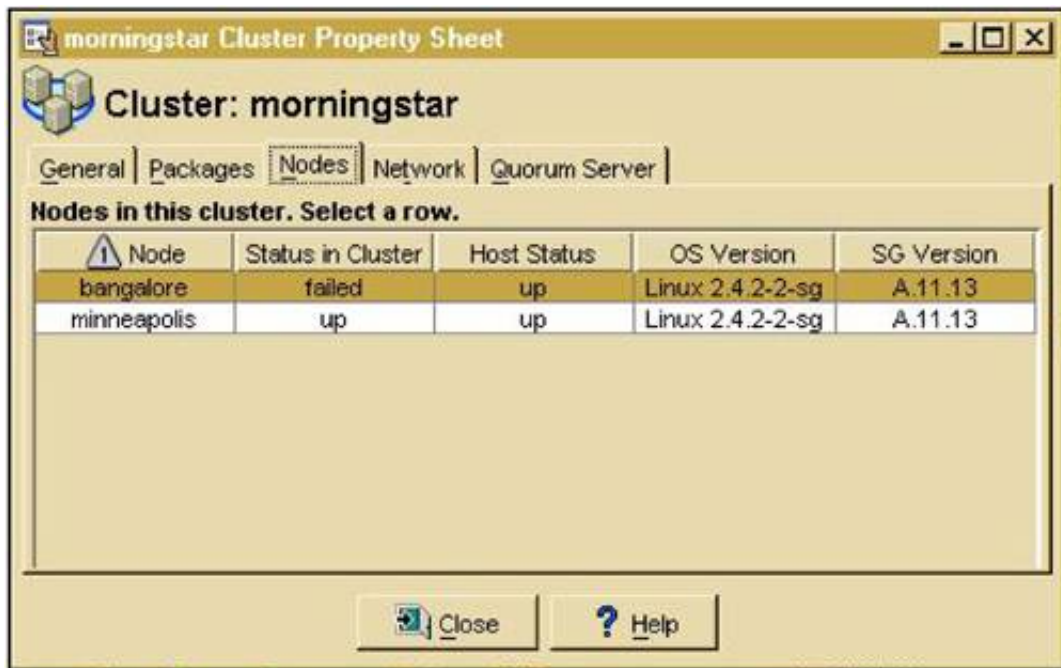 morningstar Cluster Property Sheet
Cluster: morningstar
General Packages Nodes Network Quorum Server
Nodes in this cluster. Select a row.
1 Node Status in Cluster Host Status OS Version SG Version
bangalore failed up Linux 2.4.2-2-sg A.11.13
minneapolis up up Linux 2.4.2-2-sg A.11.13
Close ? Help